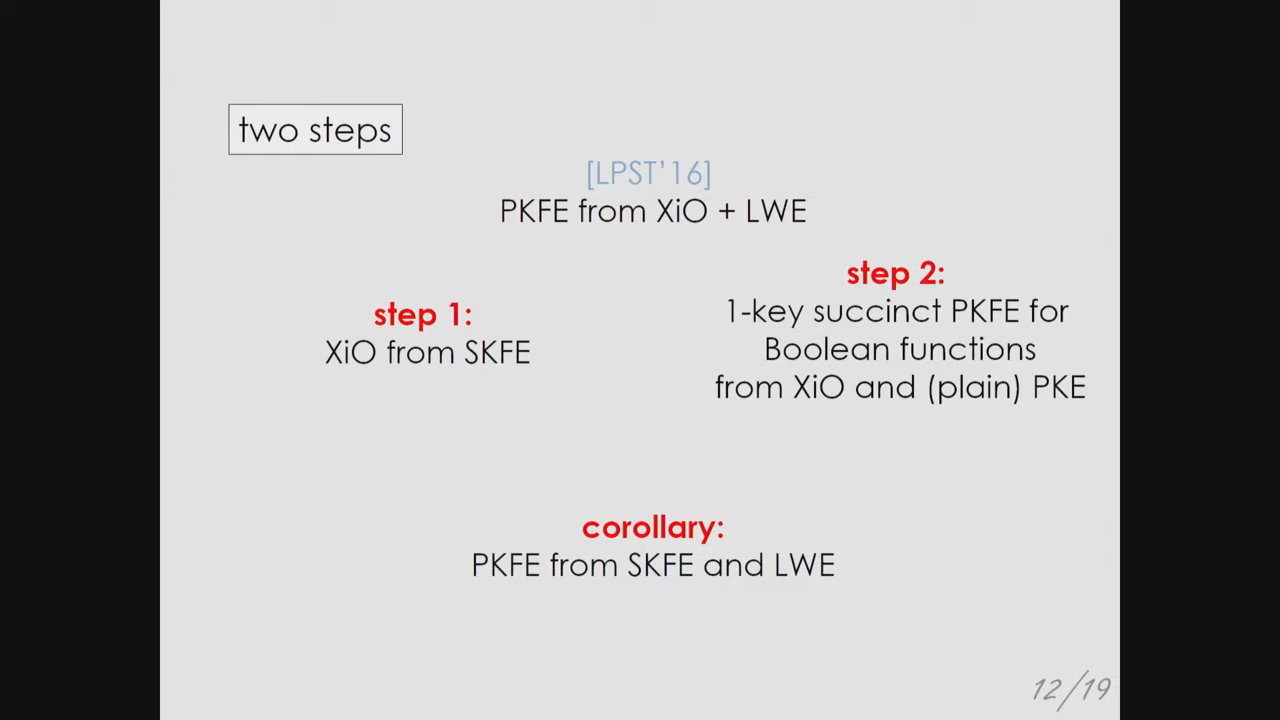 two steps
[LPST’16]
PKFE from XiO + LWE
step 1:
XiO from SKFE
step 2:
1-key succinct PKFE for
Boolean functions
from XiO and (plain) PKE
corollary:
PKFE from SKFE and LWE
12/19